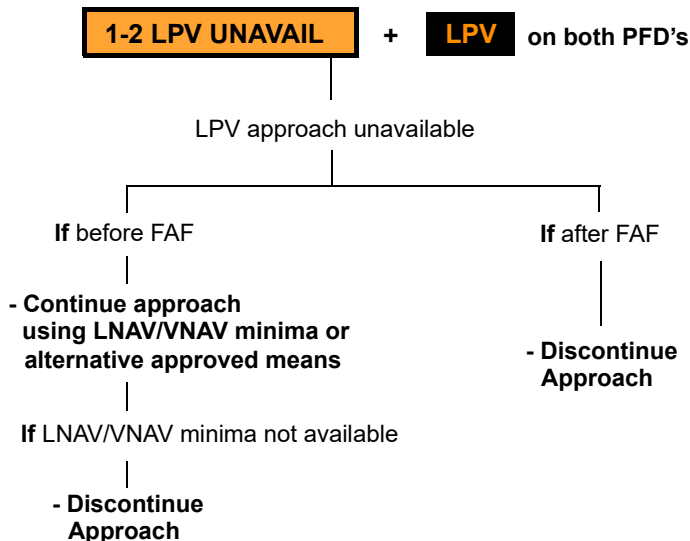 1-2 LPV UNAVAIL + LPV on both PFD's
LPV approach unavailable
If before FAF
If after FAF
- Continue approach
using LNAV/VNAV minima or
alternative approved means
- Discontinue
Approach
If LNAV/VNAV minima not available
- Discontinue
Approach